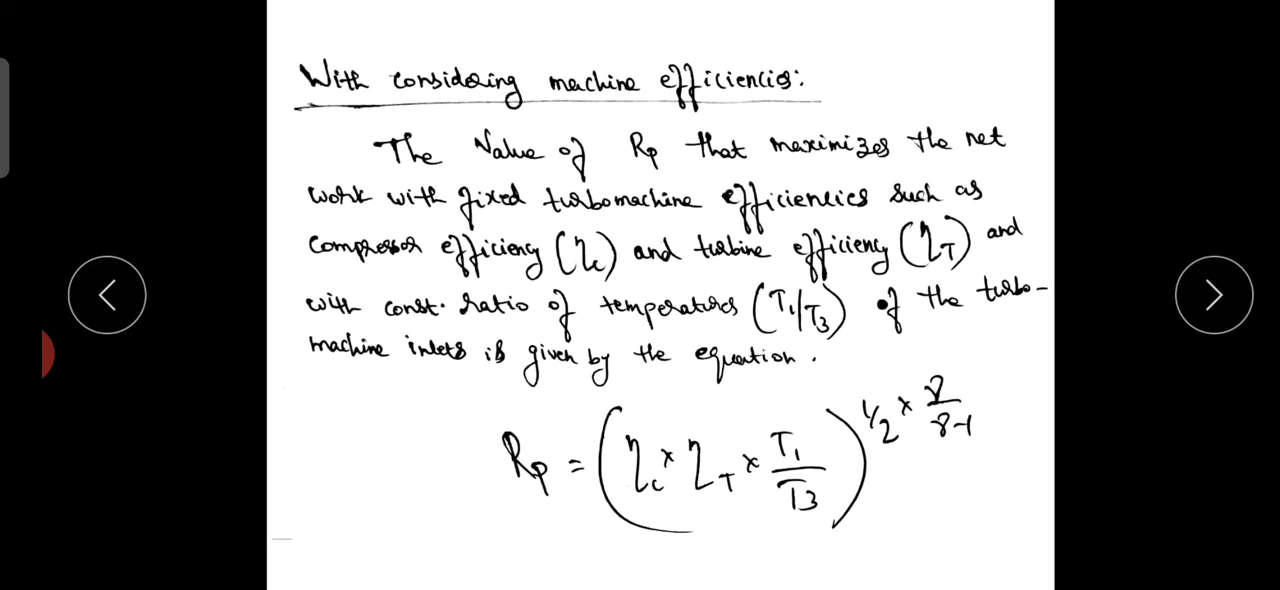 With considering machine efficiencies:
The Value of Rp that maximizes the net
work with fixed turbomachine efficiencies such as
compressor efficieny (ηc) and turbine efficieny (ηT) and
with const. ratio of temperatures (T1/T3) of the turbo-
machine inlets is given by the equation.
Rp = (ηc × ηT × T1/T3)^1/2 × γ/γ-1